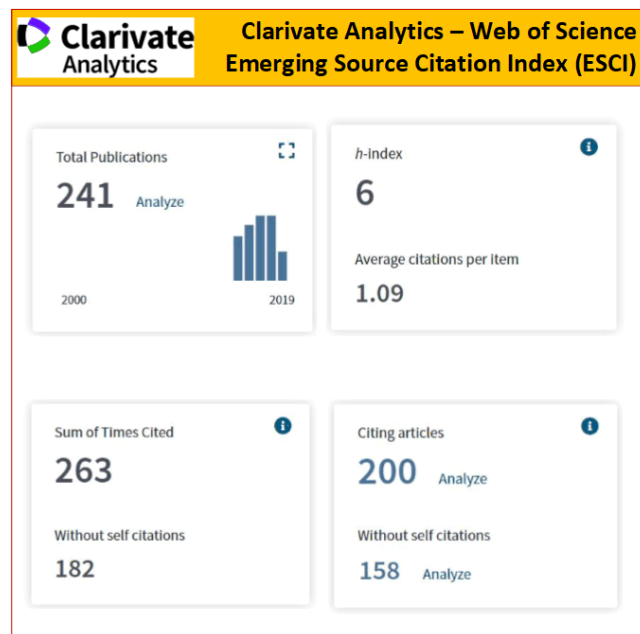 Clarivate
Analytics
Clarivate Analytics – Web of Science
Emerging Source Citation Index (ESCI)
Total Publications
241 Analyze
2000 2019
h-index
6
Average citations per item
1.09
Sum of Times Cited
263
Without self citations
182
Citing articles
200 Analyze
Without self citations
158 Analyze